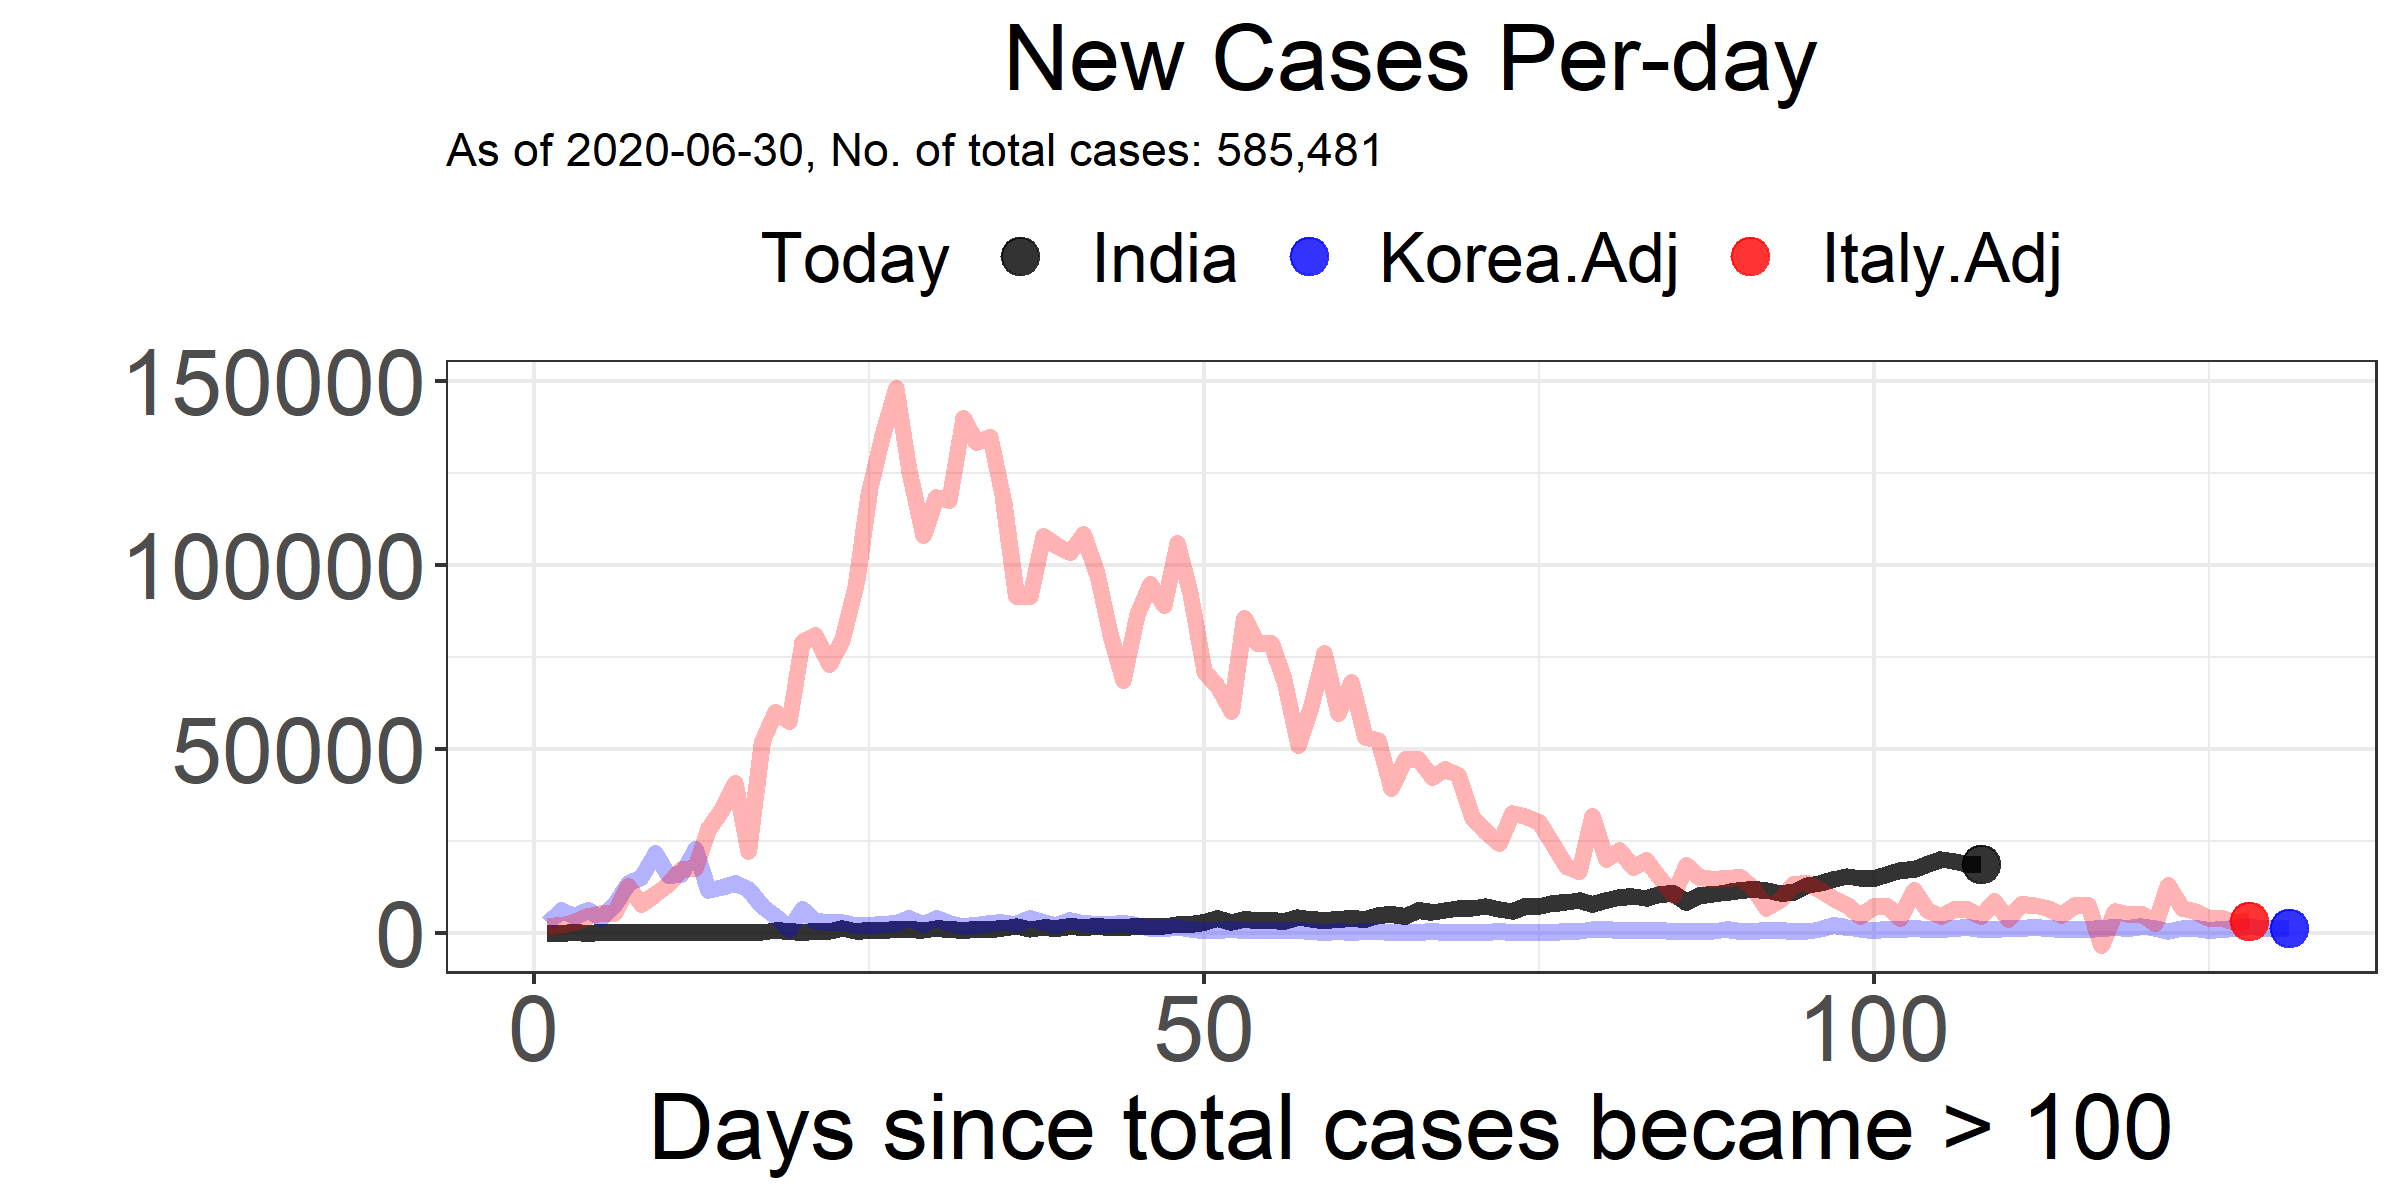 New Cases Per-day
As of 2020-06-30, No. of total cases: 585,481
Today India Korea.Adj Italy.Adj
150000
100000
50000
0
0 50 100
Days since total cases became > 100